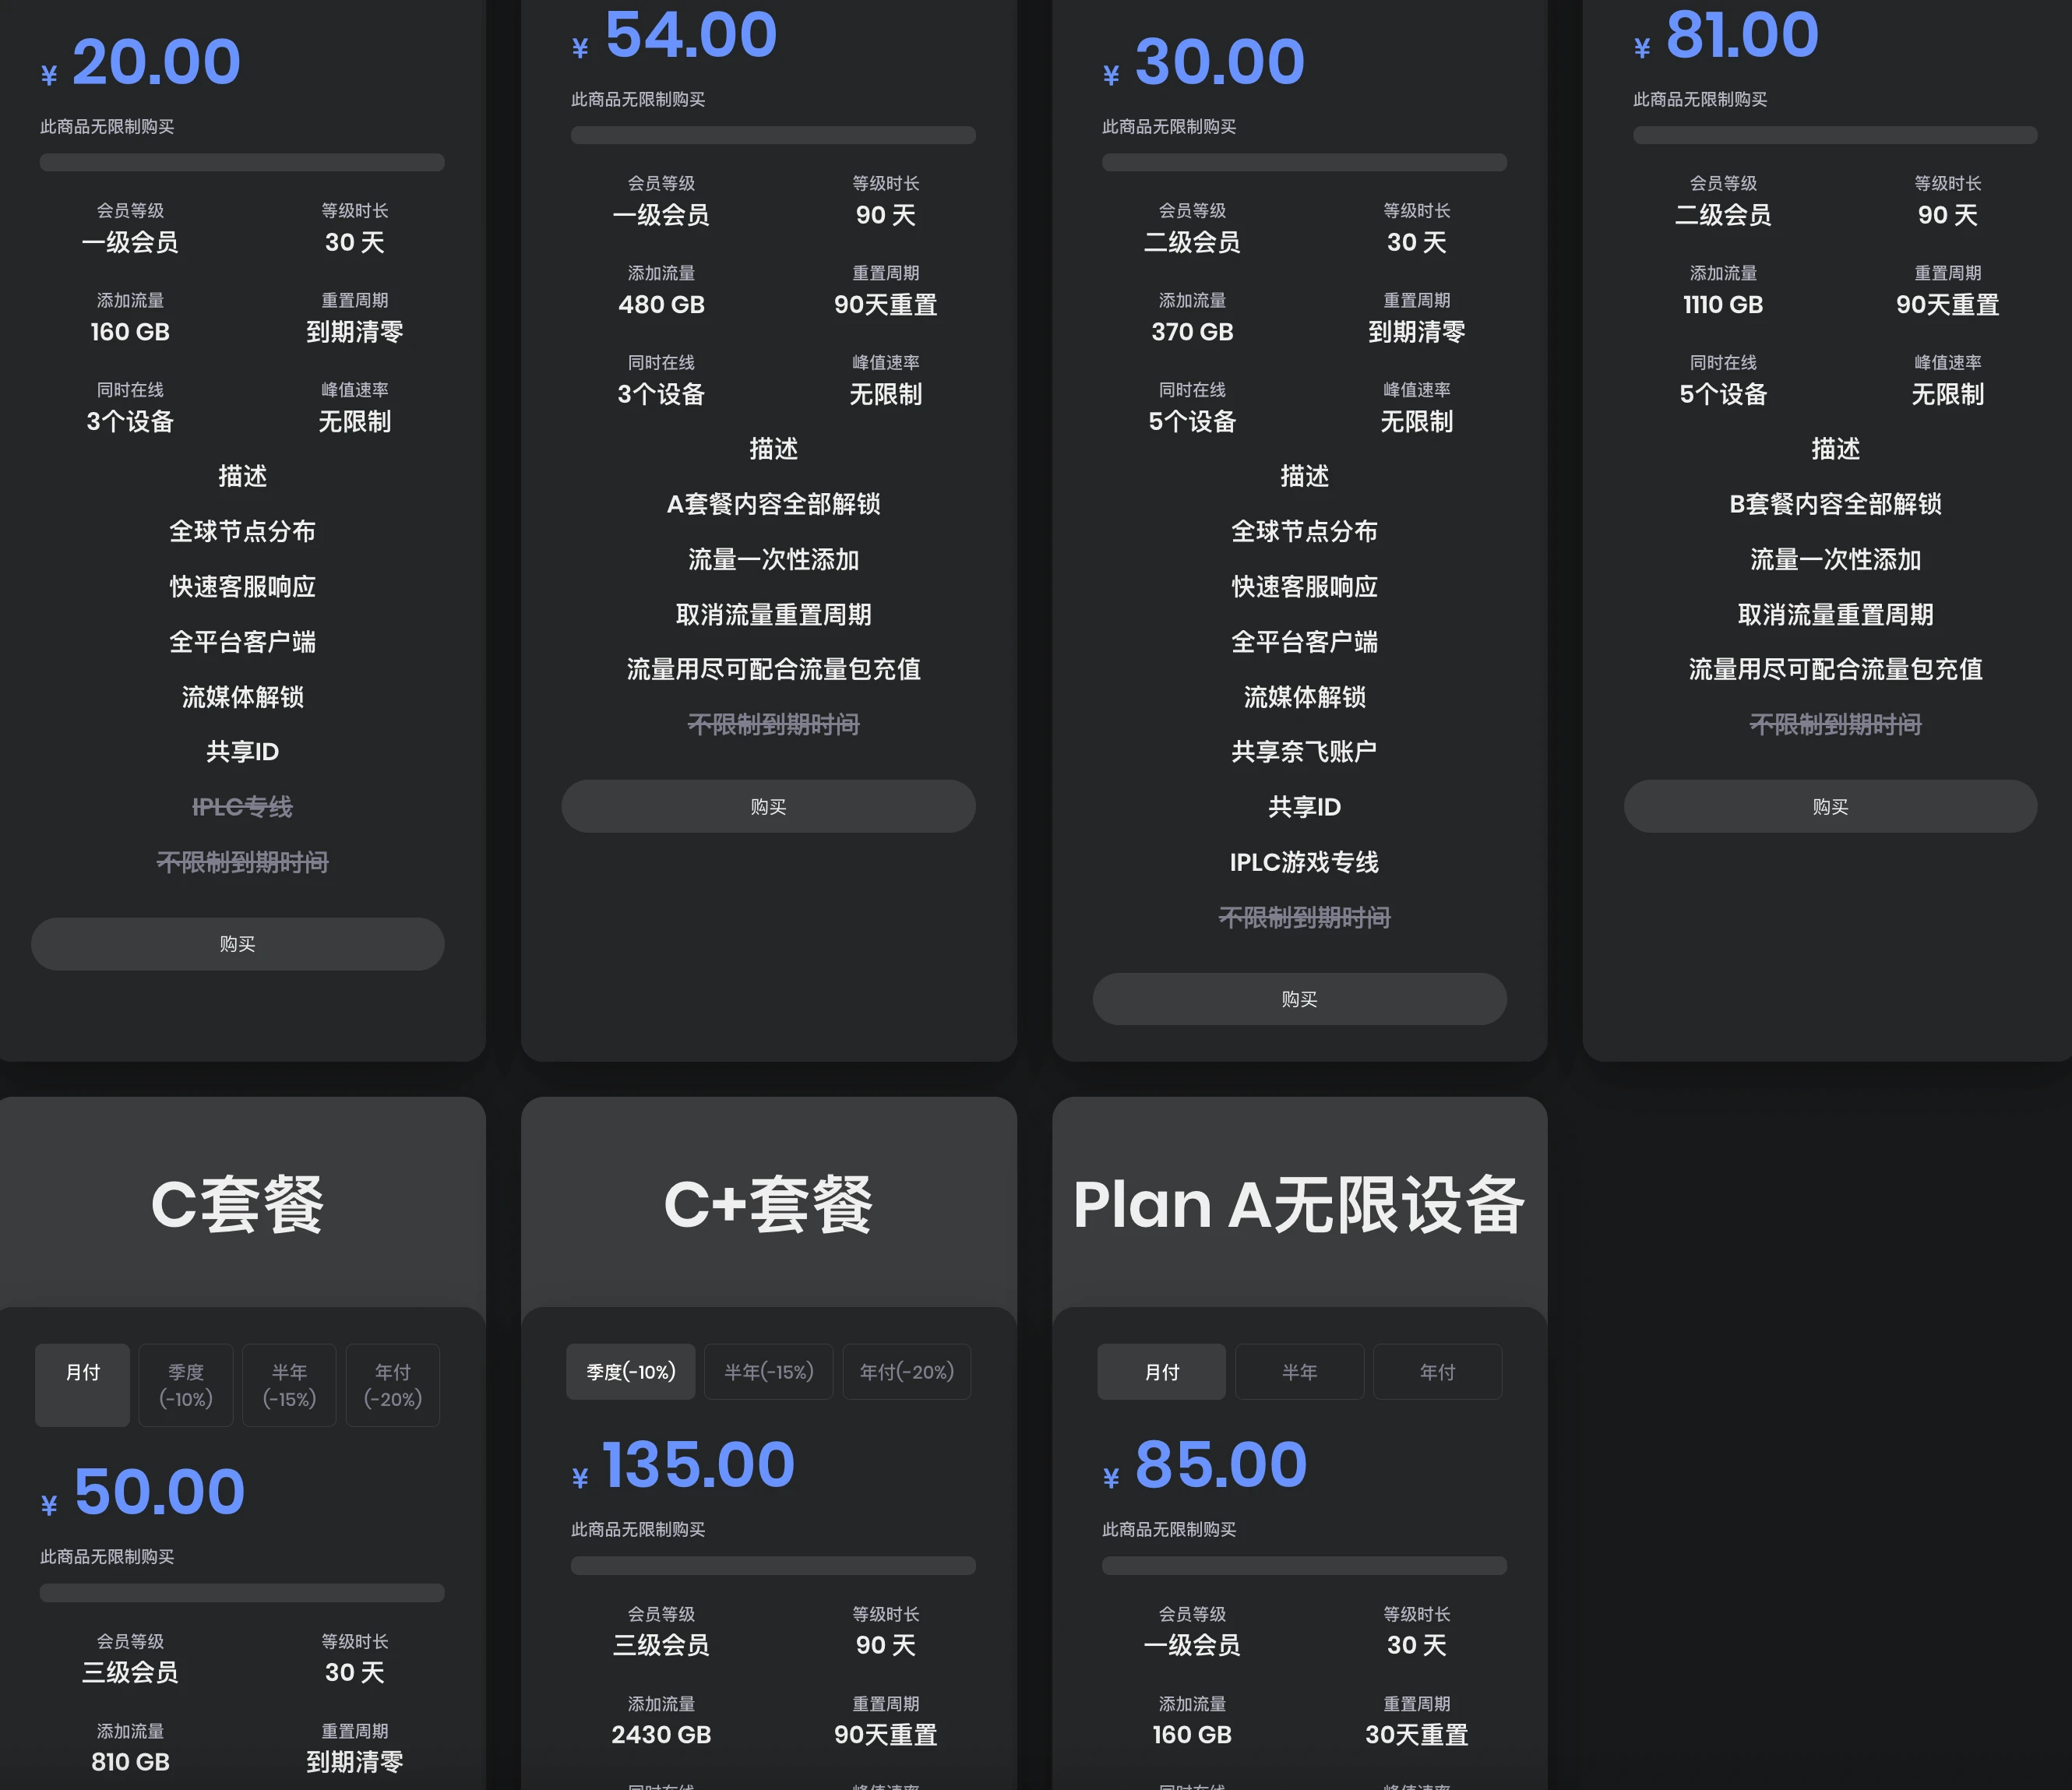 ¥ 20.00
此商品无限制购买
会员等级 等级时长
一级会员 30 天
添加流量 重置周期
160 GB 到期清零
同时在线 峰值速率
3个设备 无限制
描述
全球节点分布
快速客服响应
全平台客户端
流媒体解锁
共享ID
IPLC专线
不限制到期时间
购买
¥ 54.00
此商品无限制购买
会员等级 等级时长
一级会员 90 天
添加流量 重置周期
480 GB 90天重置
同时在线 峰值速率
3个设备 无限制
描述
A套餐内容全部解锁
流量一次性添加
取消流量重置周期
流量用尽可配合流量包充值
不限制到期时间
购买
¥ 30.00
此商品无限制购买
会员等级 等级时长
二级会员 30 天
添加流量 重置周期
370 GB 到期清零
同时在线 峰值速率
5个设备 无限制
描述
全球节点分布
快速客服响应
全平台客户端
流媒体解锁
共享奈飞账户
共享ID
IPLC游戏专线
不限制到期时间
购买
¥ 81.00
此商品无限制购买
会员等级 等级时长
二级会员 90 天
添加流量 重置周期
1110 GB 90天重置
同时在线 峰值速率
5个设备 无限制
描述
B套餐内容全部解锁
流量一次性添加
取消流量重置周期
流量用尽可配合流量包充值
不限制到期时间
购买
C套餐
月付 季度 半年 年付
(-10%) (-15%) (-20%)
¥ 50.00
此商品无限制购买
会员等级 等级时长
三级会员 30 天
添加流量 重置周期
810 GB 到期清零
C+套餐
季度(-10%) 半年(-15%) 年付(-20%)
¥ 135.00
此商品无限制购买
会员等级 等级时长
三级会员 90 天
添加流量 重置周期
2430 GB 90天重置
Plan A无限设备
月付 半年 年付
¥ 85.00
此商品无限制购买
会员等级 等级时长
一级会员 30 天
添加流量 重置周期
160 GB 30天重置